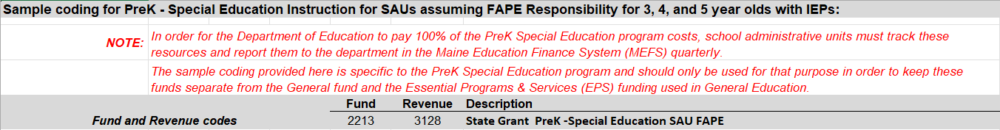 Sample coding for PreK - Special Education Instruction for SAUs assuming FAPE Responsibility for 3, 4, and 5 year olds with IEPs:
NOTE: In order for the Department of Education to pay 100% of the PreK Special Education program costs, school administrative units must track these
resources and report them to the department in the Maine Education Finance System (MEFS) quarterly.
The sample coding provided here is specific to the PreK Special Education program and should only be used for that purpose in order to keep these
funds separate from the General fund and the Essential Programs & Services (EPS) funding used in General Education.
Fund Revenue Description
Fund and Revenue codes 2213 3128 State Grant PreK -Special Education SAU FAPE